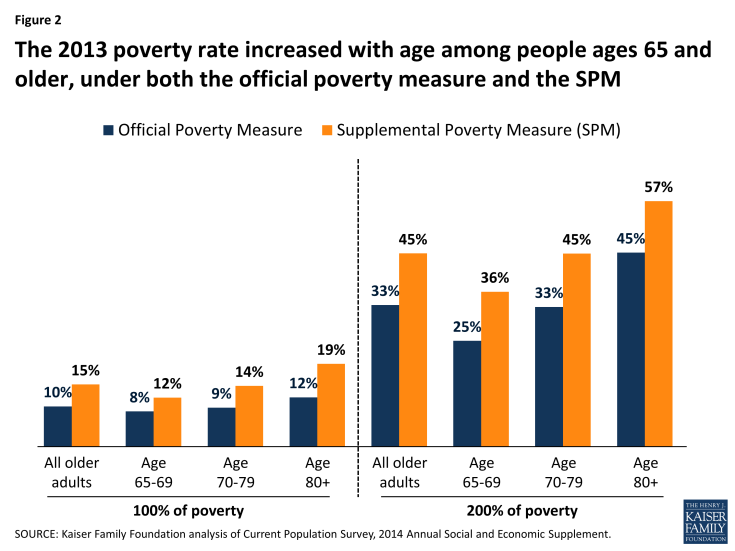 Figure 2
The 2013 poverty rate increased with age among people ages 65 and
older, under both the official poverty measure and the SPM
Official Poverty Measure
Supplemental Poverty Measure (SPM)
10%
15%
8%
12%
9%
14%
12%
19%
33%
45%
25%
36%
33%
45%
45%
57%
All older
adults
Age
65-69
Age
70-79
Age
80+
All older
adults
Age
65-69
Age
70-79
Age
80+
100% of poverty
200% of poverty
SOURCE: Kaiser Family Foundation analysis of Current Population Survey, 2014 Annual Social and Economic Supplement.
THE HENRY J.
KAISER
FAMILY
FOUNDATION